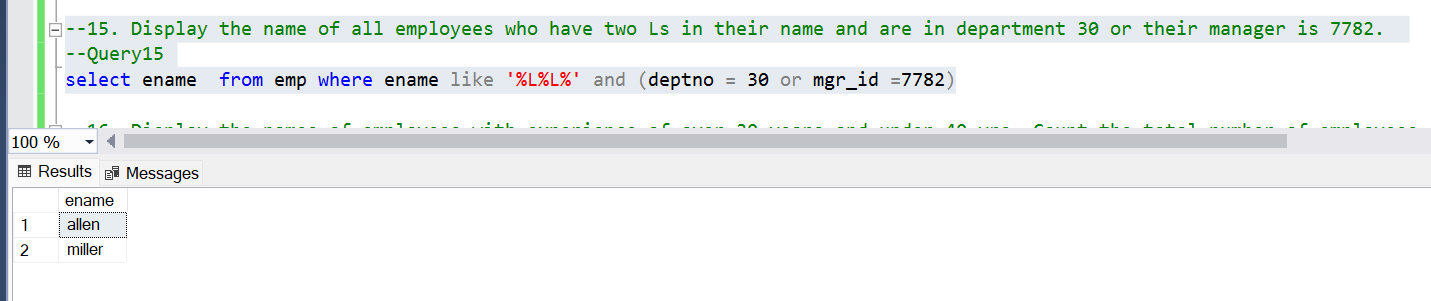 --15. Display the name of all employees who have two Ls in their name and are in department 30 or their manager is 7782.
--Query15
select ename  from emp where ename like '%L%L%' and (deptno = 30 or mgr_id =7782)
100 %
Results Messages
ename
1 allen
2 miller